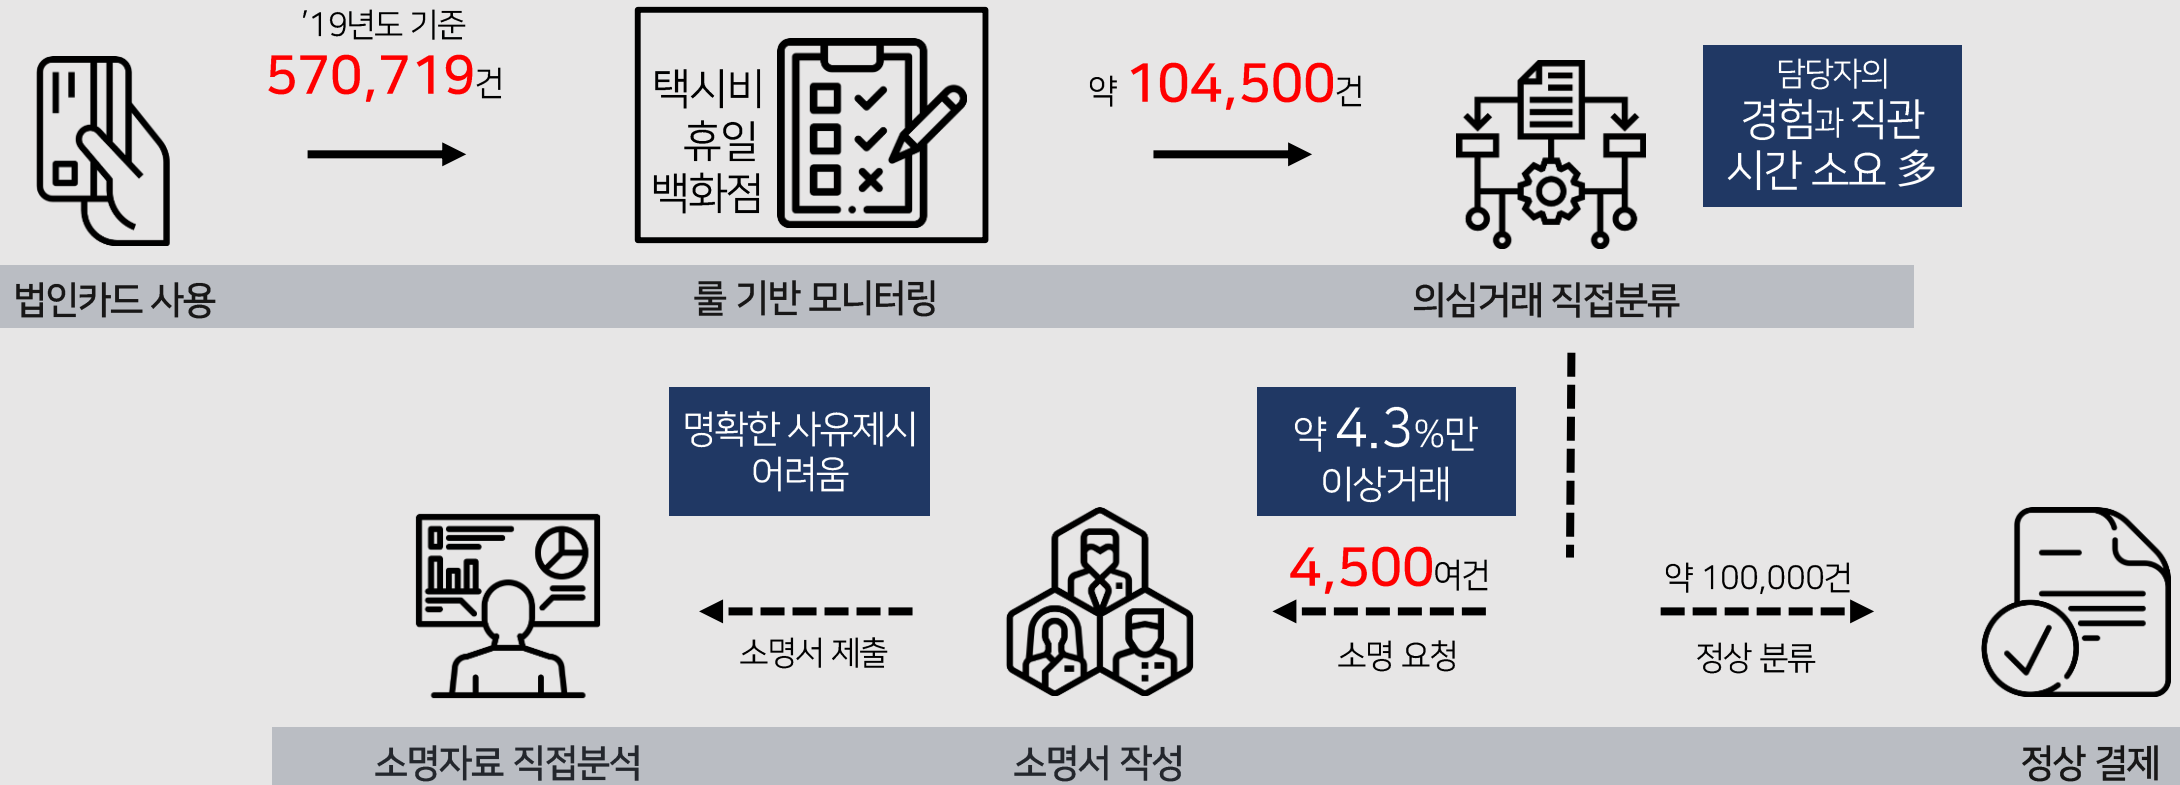 ’19년도 기준
570,719건
택시비
휴일
백화점
약 104,500건
담당자의
경험과 직관
시간 소요 多
법인카드 사용
룰 기반 모니터링
의심거래 직접분류
명확한 사유제시
어려움
약 4.3%만
이상거래
4,500여건
소명서 제출
소명 요청
약 100,000건
정상 분류
소명자료 직접분석
소명서 작성
정상 결제